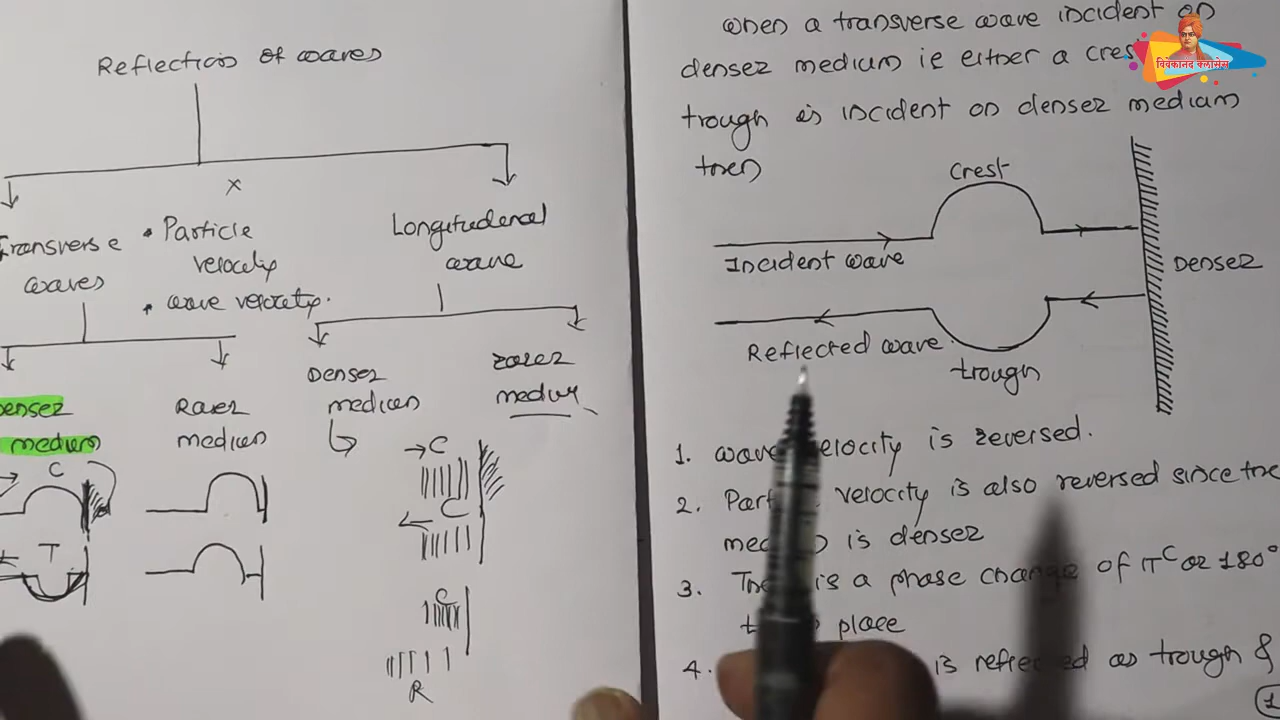 Reflection of waves
x
Transverse
waves
• Particle
velocity
• wave velocity.
Longitudenal
wave
Denser
medium
Rarer
medium
Denser
medium
rarer
medium
C
T
→ C
C
C
R
when a transverse wave incident on
denser medium ie either a crest
trough is incident on denser medium
then
Crest
Incident wave
Denser
Reflected wave
trough
1. wave velocity is reversed.
2. velocity is also reversed since the
is denser
3. is a phase change of π^c or 180°
place
4. is reflected as trough &
1
विवेकानंद क्लासेस